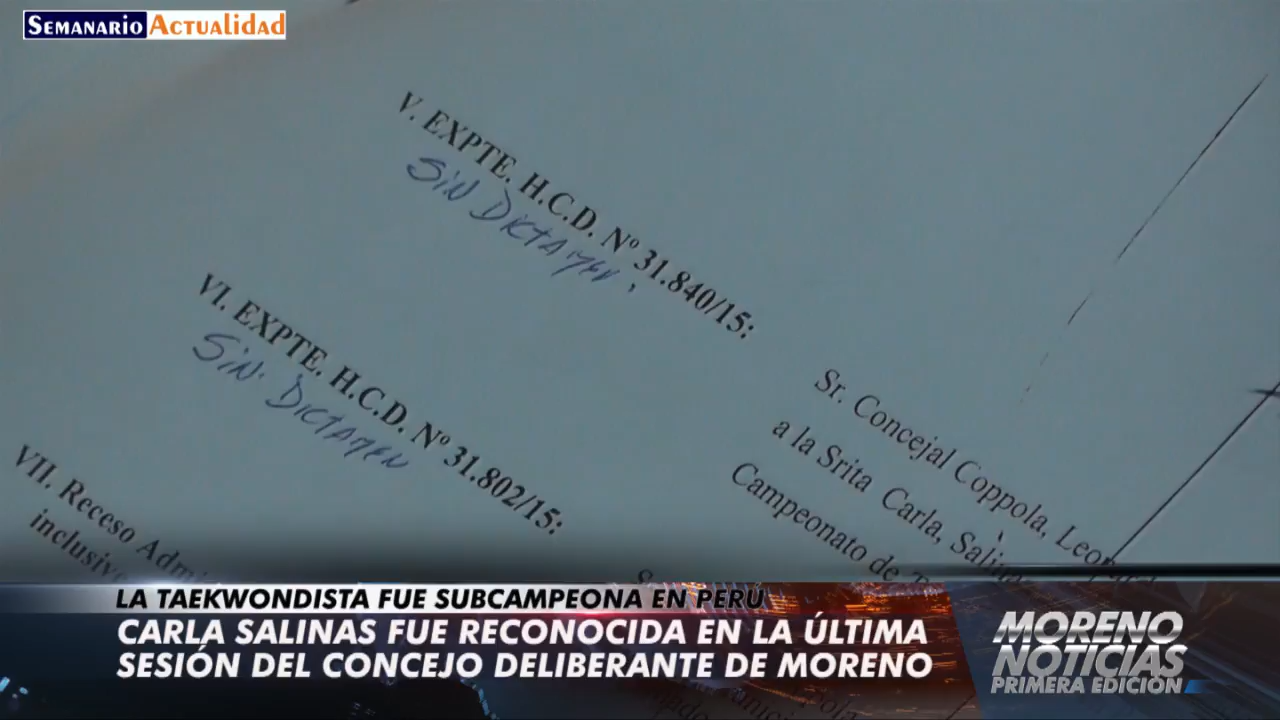 SEMANARIO ACTUALIDAD
V. EXPTE. H.C.D. Nº 31.840/15:
SIN DICTAMEN
VI. EXPTE. H.C.D. Nº 31.802/15:
SIN. DICTAMEN
VII. Receso
inclusive
Sr. Concejal Coppola,
a la Srita Carla, Salinas
Campeonato de
LA TAEKWONDISTA FUE SUBCAMPEONA EN PERÚ
CARLA SALINAS FUE RECONOCIDA EN LA ÚLTIMA
SESIÓN DEL CONCEJO DELIBERANTE DE MORENO
MORENO
NOTICIAS
PRIMERA EDICIÓN